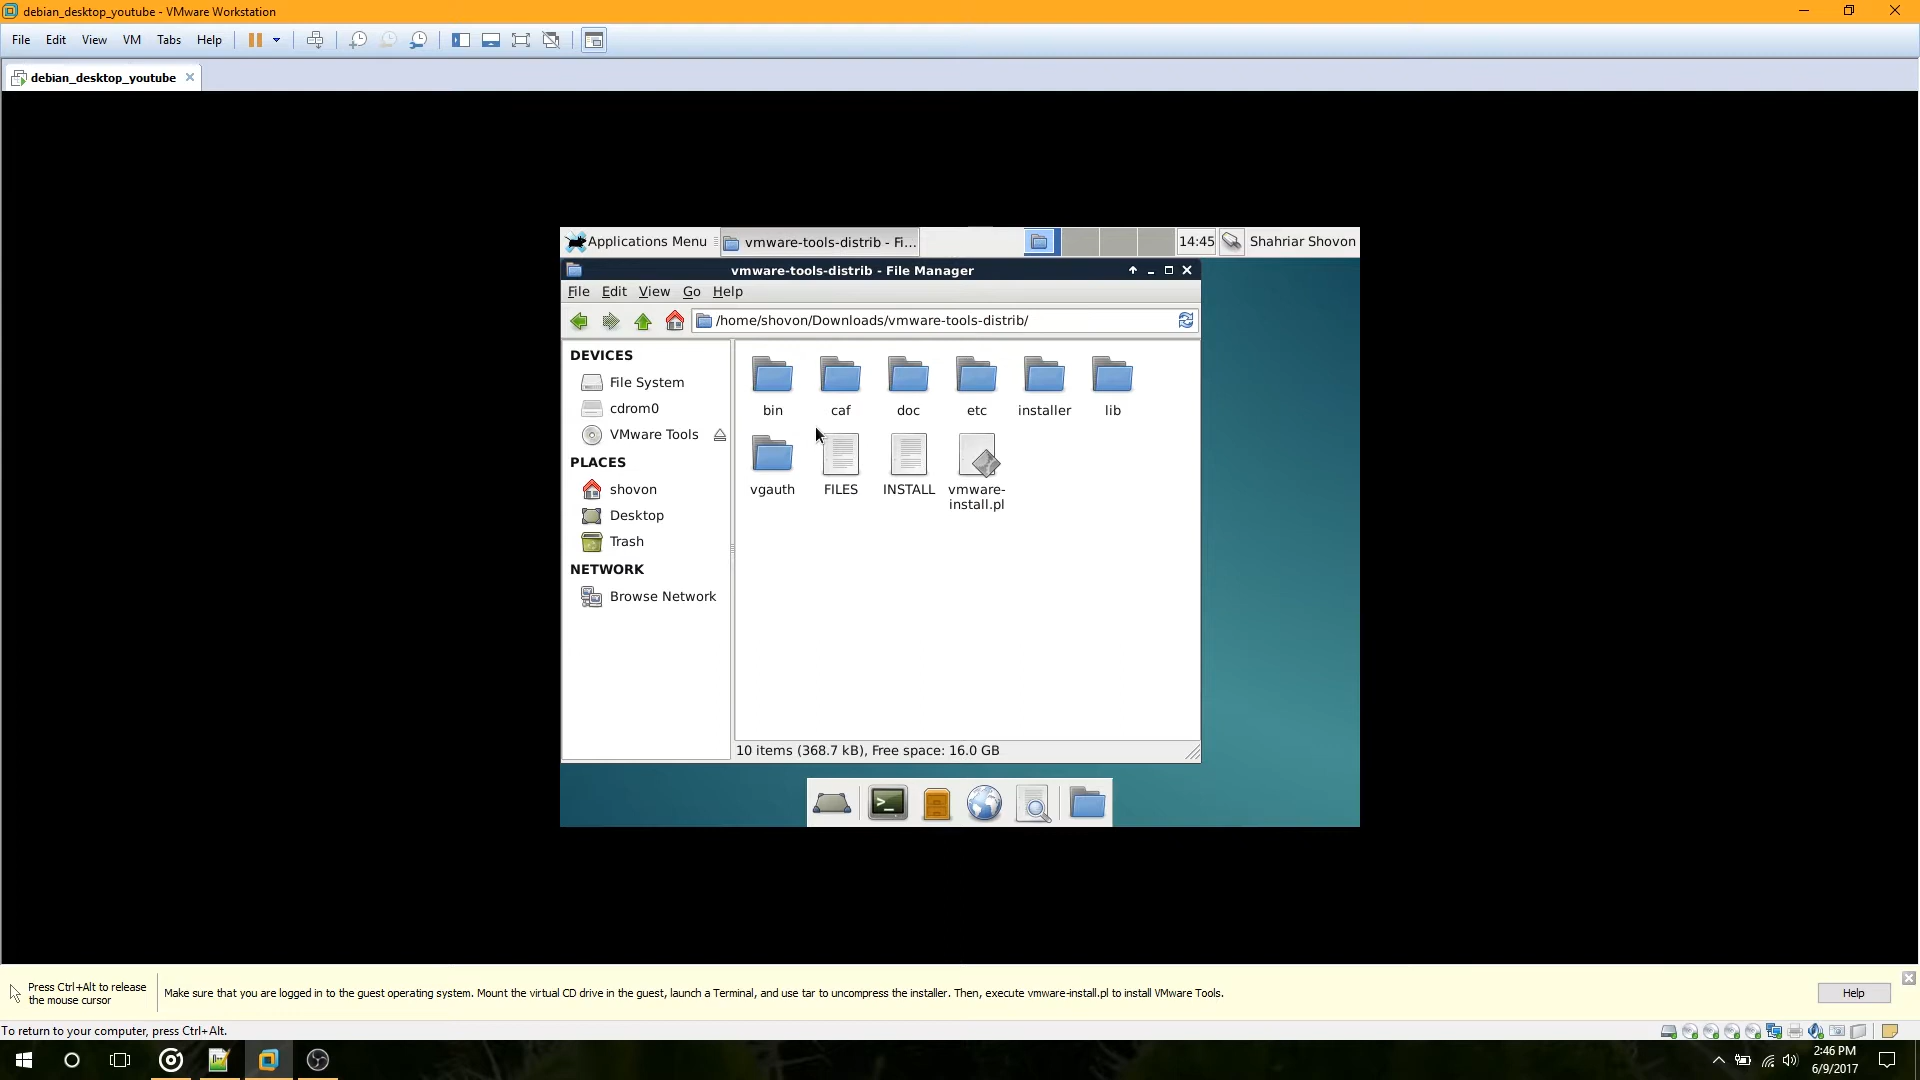 debian_desktop_youtube - VMware Workstation
File Edit View VM Tabs Help
debian_desktop_youtube
Applications Menu
vmware-tools-distrib - Fi...
14:45
Shahriar Shovon
vmware-tools-distrib - File Manager
File Edit View Go Help
/home/shovon/Downloads/vmware-tools-distrib/
DEVICES
File System
cdrom0
VMware Tools
PLACES
shovon
Desktop
Trash
NETWORK
Browse Network
bin caf doc etc installer lib
vgauth FILES INSTALL vmware-
install.pl
10 items (368.7 kB), Free space: 16.0 GB
Press Ctrl+Alt to release
the mouse cursor
Make sure that you are logged in to the guest operating system. Mount the virtual CD drive in the guest, launch a Terminal, and use tar to uncompress the installer. Then, execute vmware-install.pl to install VMware Tools.
Help
To return to your computer, press Ctrl+Alt.
2:46 PM
6/9/2017